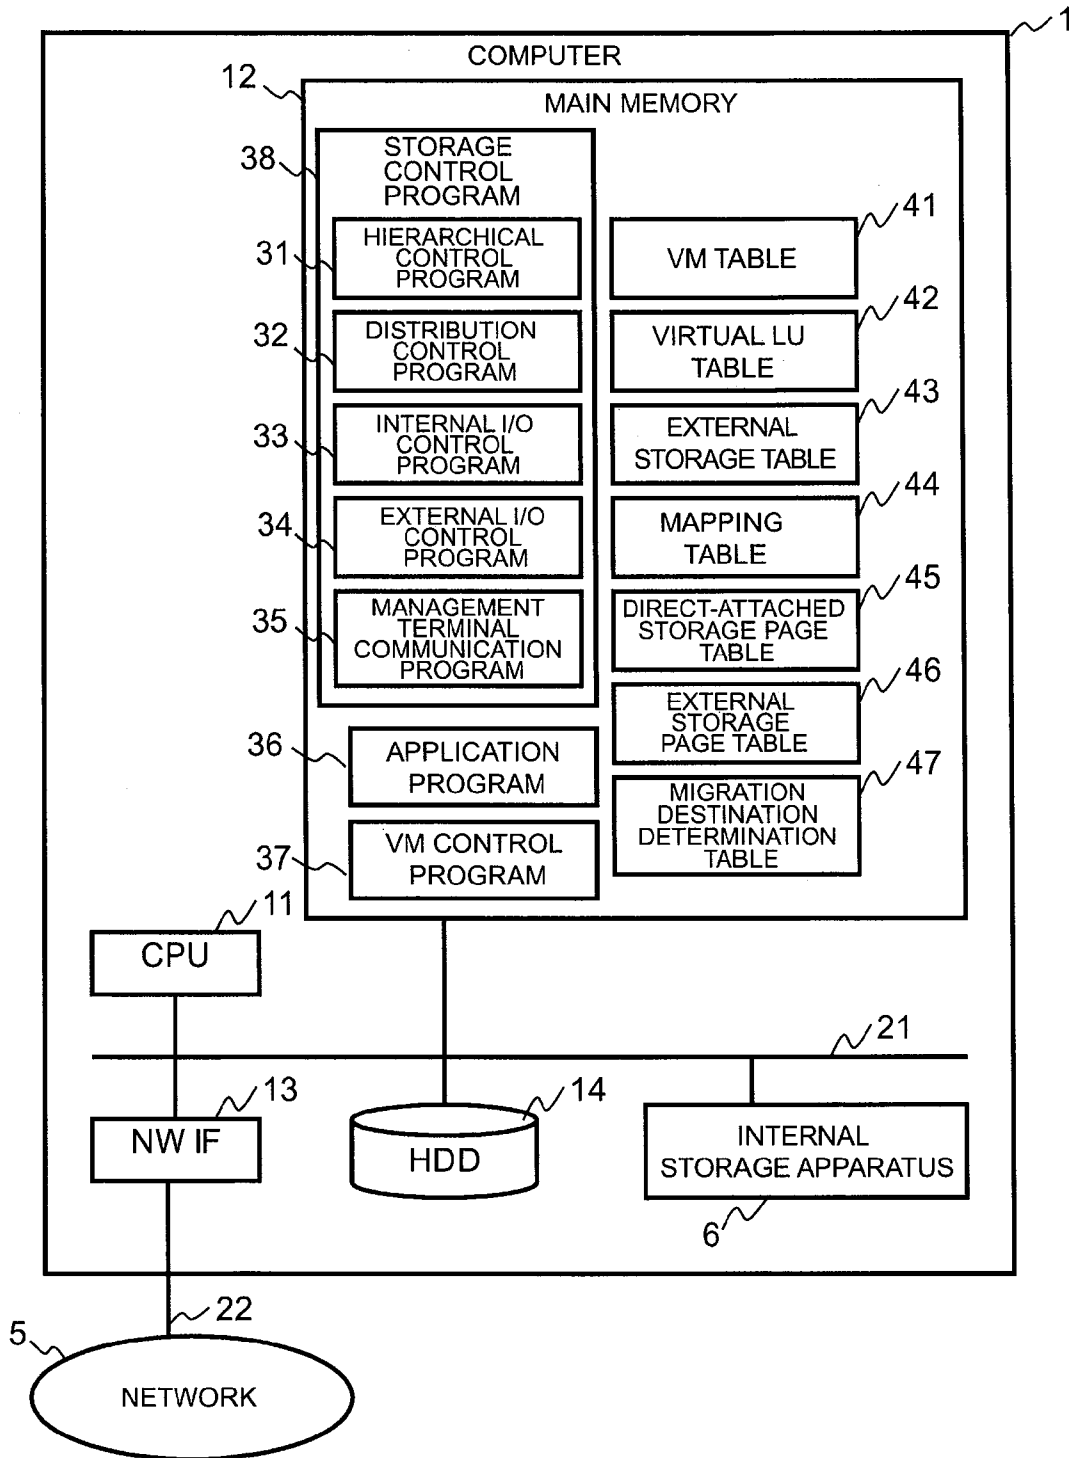 1
COMPUTER
12
MAIN MEMORY
38
STORAGE
CONTROL
PROGRAM
31
HIERARCHICAL
CONTROL
PROGRAM
32
DISTRIBUTION
CONTROL
PROGRAM
33
INTERNAL I/O
CONTROL
PROGRAM
34
EXTERNAL I/O
CONTROL
PROGRAM
35
MANAGEMENT
TERMINAL
COMMUNICATION
PROGRAM
36
APPLICATION
PROGRAM
37
VM CONTROL
PROGRAM
41
VM TABLE
42
VIRTUAL LU
TABLE
43
EXTERNAL
STORAGE TABLE
44
MAPPING
TABLE
45
DIRECT-ATTACHED
STORAGE PAGE
TABLE
46
EXTERNAL
STORAGE
PAGE TABLE
47
MIGRATION
DESTINATION
DETERMINATION
TABLE
11
CPU
21
13
NW IF
14
HDD
INTERNAL
STORAGE APPARATUS
6
22
5
NETWORK